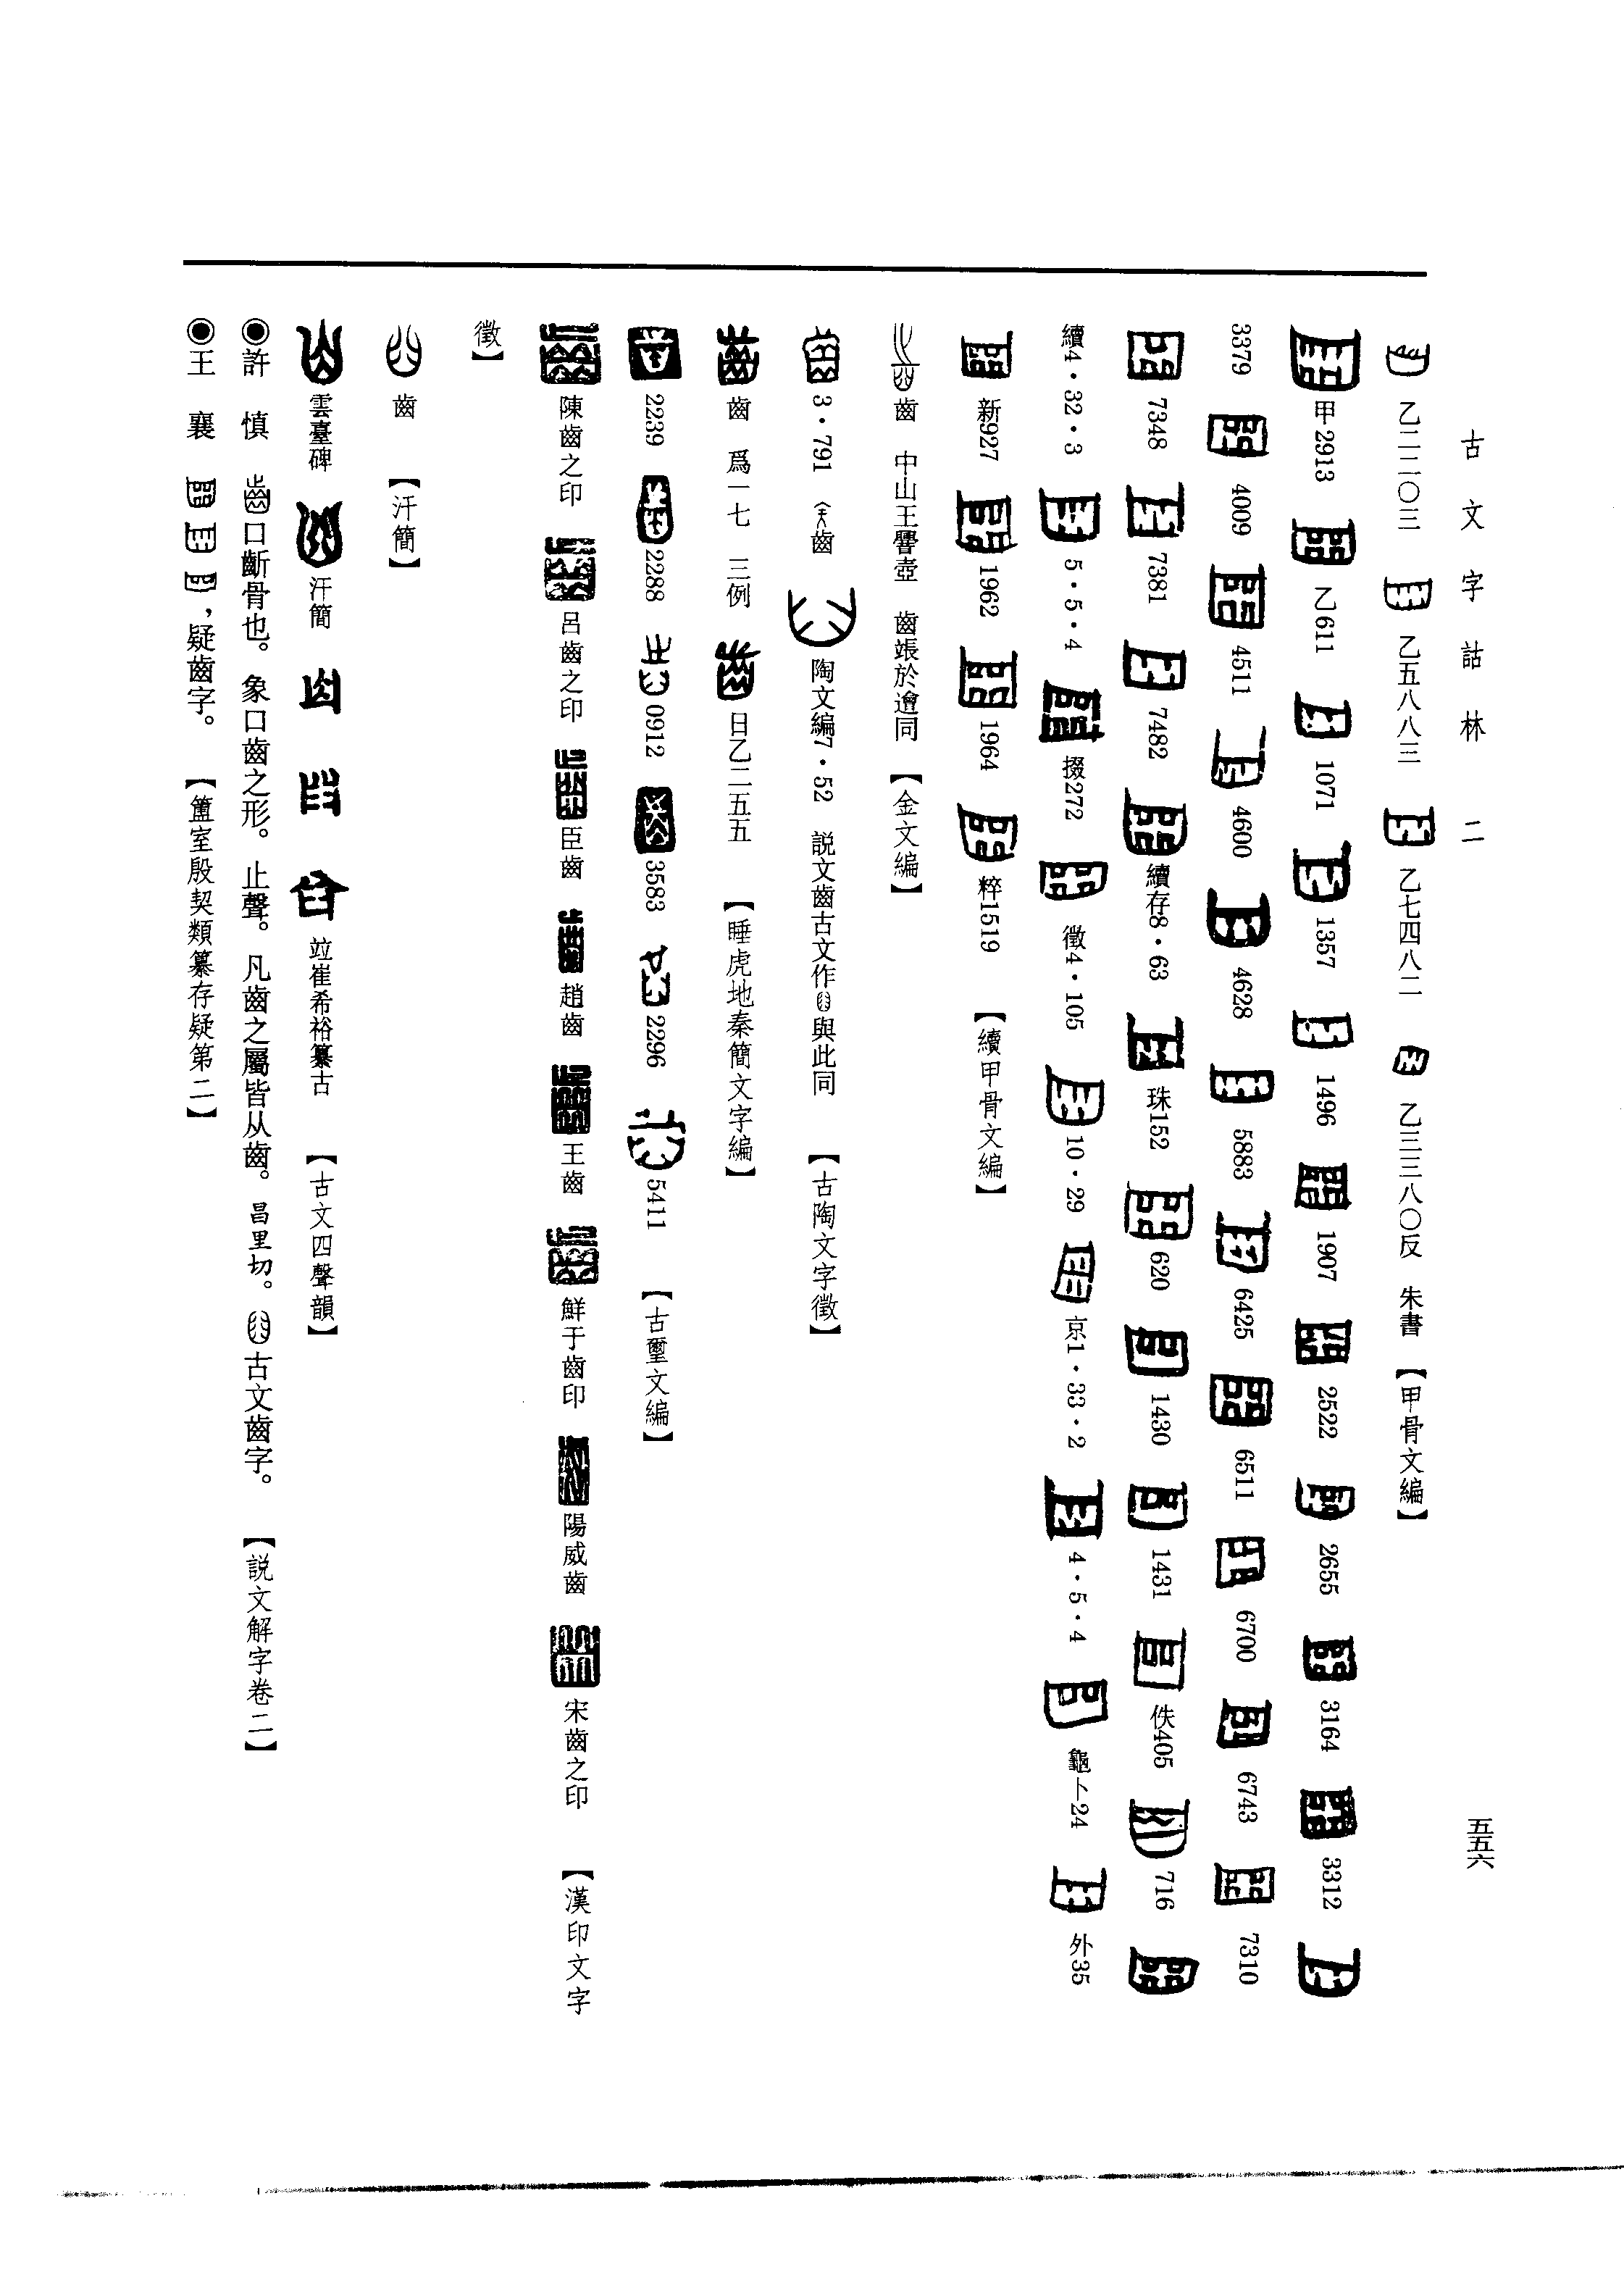 古文字詁林 二
五五六
乙二二〇三 乙五八八三 乙七四八二 乙三三八〇反 朱書 【甲骨文編】
甲2913 乙611 1071 1357 1496 1907 2522 2655 3164 3312
3379 4009 4511 4600 4628 5883 6425 6511 6700 6743 7310
7348 7381 7482 續存8·63 珠152 620 1430 1431 佚405 716
續4·32·3 5·5·4 掇272 徵4·105 10·29 京1·33·2 4·5·4 龜卜24 外35
新927 1962 1964 粹1519 【續甲骨文編】
齒 中山王壺 齒於遵同 【金文編】
3·791 齒 陶文編7·52 説文齒古文作與此同 【古陶文字徵】
齒 爲一七 三例 日乙二五五 【睡虎地秦簡文字編】
2239 2288 0912 3583 2296 5411 【古璽文編】
陳齒之印 呂齒之印 臣齒 趙齒 王齒 鮮于齒印 陽威齒 宋齒之印 【漢印文字
徵】
齒 【汗簡】
雲臺碑 汗簡 竝崔希裕纂古 【古文四聲韻】
◉許 慎 口齗骨也。象口齒之形。止聲。凡齒之屬皆从齒。昌里切。古文齒字。 【説文解字卷二】
◉王 襄 ，疑齒字。 【簠室殷契類纂存疑第二】